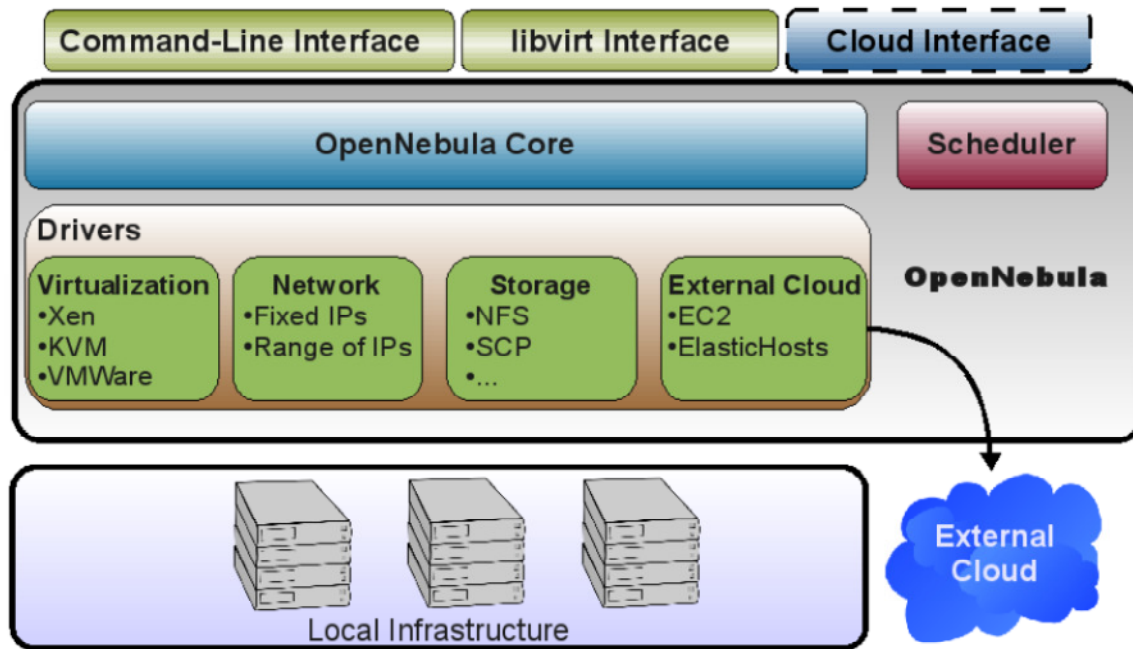 Command-Line Interface
libvirt Interface
Cloud Interface
OpenNebula Core
Scheduler
Drivers
Virtualization
•Xen
•KVM
•VMWare
Network
•Fixed IPs
•Range of IPs
Storage
•NFS
•SCP
•...
External Cloud
•EC2
•ElasticHosts
OpenNebula
Local Infrastructure
External
Cloud